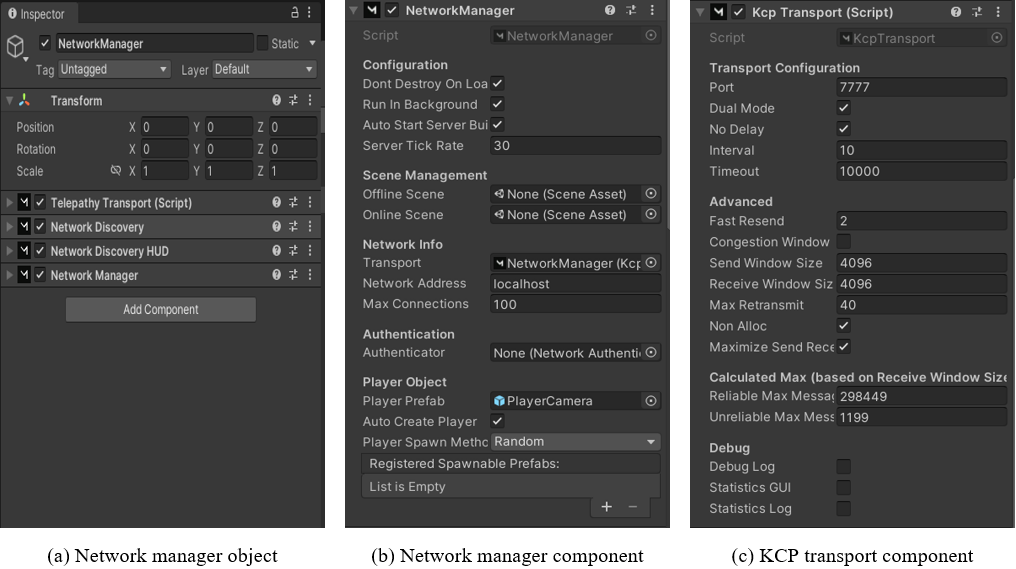 Inspector
NetworkManager Static
Tag Untagged Layer Default
Transform
Position X 0 Y 0 Z 0
Rotation X 0 Y 0 Z 0
Scale X 1 Y 1 Z 1
Telepathy Transport (Script)
Network Discovery
Network Discovery HUD
Network Manager
Add Component
(a) Network manager object
NetworkManager
Script NetworkManager
Configuration
Dont Destroy On Loa
Run In Background
Auto Start Server Bui
Server Tick Rate 30
Scene Management
Offline Scene None (Scene Asset)
Online Scene None (Scene Asset)
Network Info
Transport NetworkManager (Kcp
Network Address localhost
Max Connections 100
Authentication
Authenticator None (Network Authenti
Player Object
Player Prefab PlayerCamera
Auto Create Player
Player Spawn Metho Random
Registered Spawnable Prefabs:
List is Empty
+ −
(b) Network manager component
Kcp Transport (Script)
Script KcpTransport
Transport Configuration
Port 7777
Dual Mode
No Delay
Interval 10
Timeout 10000
Advanced
Fast Resend 2
Congestion Window
Send Window Size 4096
Receive Window Siz 4096
Max Retransmit 40
Non Alloc
Maximize Send Rece
Calculated Max (based on Receive Window Size
Reliable Max Messag 298449
Unreliable Max Mess 1199
Debug
Debug Log
Statistics GUI
Statistics Log
(c) KCP transport component